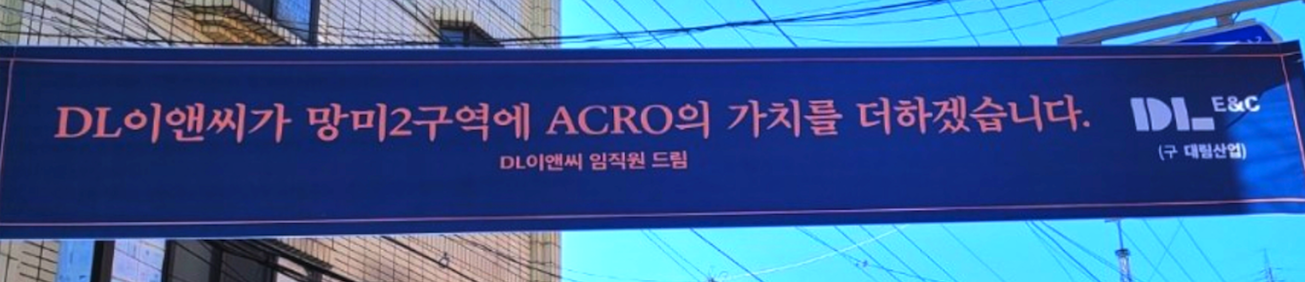 DL이앤씨가 망미2구역에 ACRO의 가치를 더하겠습니다.
DL이앤씨 임직원 드림
DL E&C
(구 대림산업)